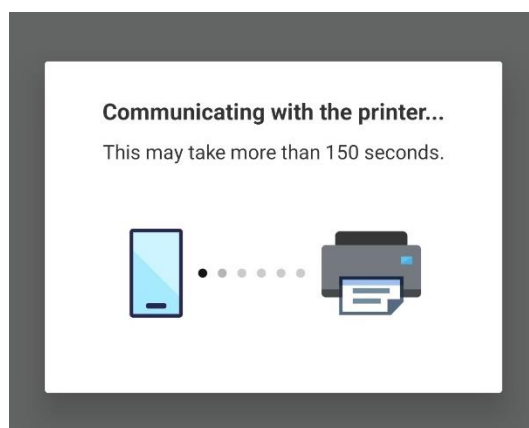 Communicating with the printer...
This may take more than 150 seconds.